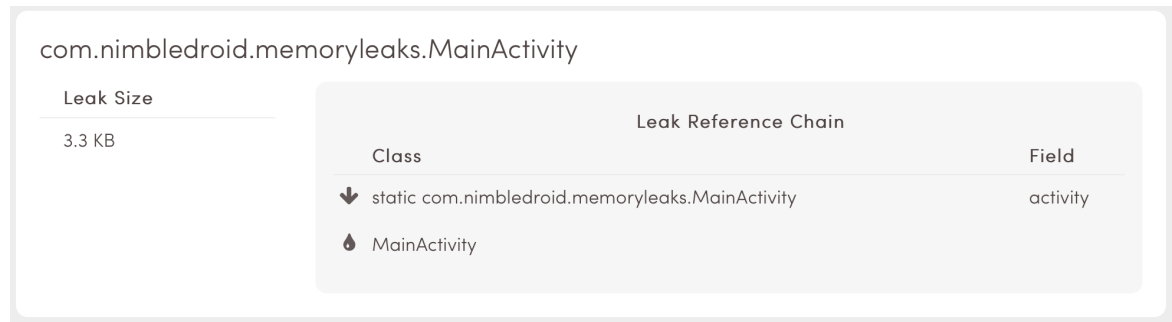 com.nimbledroid.memoryleaks.MainActivity
Leak Size
3.3 KB
Leak Reference Chain
Class Field
static com.nimbledroid.memoryleaks.MainActivity activity
MainActivity